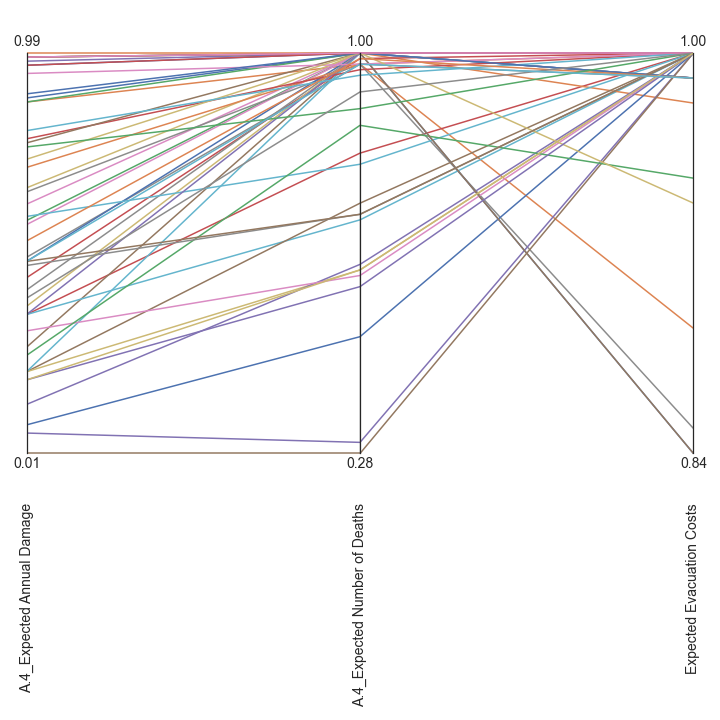 0.99
1.00
1.00
0.01
0.28
0.84
A.4_Expected Annual Damage
A.4_Expected Number of Deaths
Expected Evacuation Costs